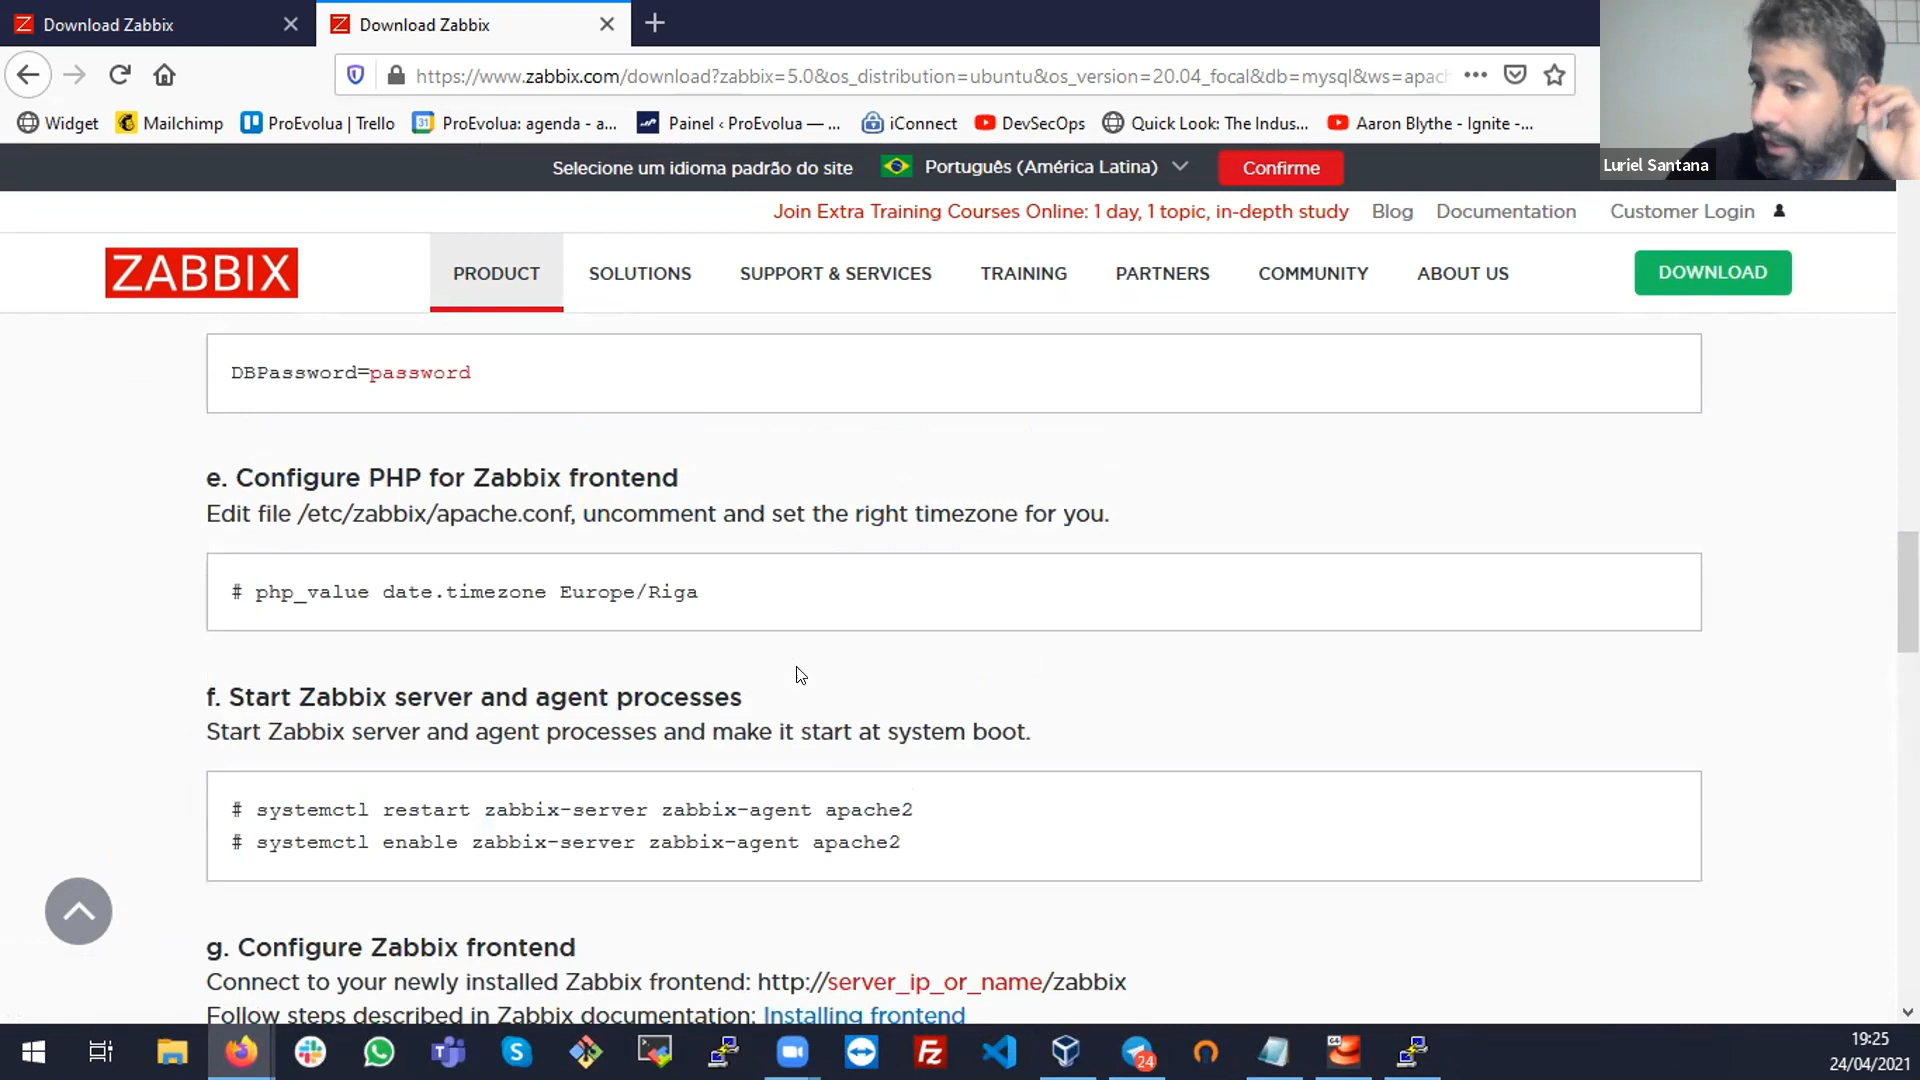 Download Zabbix
Download Zabbix
https://www.zabbix.com/download?zabbix=5.0&os_distribution=ubuntu&os_version=20.04_focal&db=mysql&ws=apac
Widget
Mailchimp
ProEvolua | Trello
31
ProEvolua: agenda - a...
Painel ‹ ProEvolua — ...
iConnect
DevSecOps
Quick Look: The Indus...
Aaron Blythe - Ignite -...
Luriel Santana
Selecione um idioma padrão do site
Português (América Latina)
Confirme
Join Extra Training Courses Online: 1 day, 1 topic, in-depth study
Blog
Documentation
Customer Login
ZABBIX
PRODUCT
SOLUTIONS
SUPPORT & SERVICES
TRAINING
PARTNERS
COMMUNITY
ABOUT US
DOWNLOAD
DBPassword=password
e. Configure PHP for Zabbix frontend
Edit file /etc/zabbix/apache.conf, uncomment and set the right timezone for you.
# php_value date.timezone Europe/Riga
f. Start Zabbix server and agent processes
Start Zabbix server and agent processes and make it start at system boot.
# systemctl restart zabbix-server zabbix-agent apache2
# systemctl enable zabbix-server zabbix-agent apache2
g. Configure Zabbix frontend
Connect to your newly installed Zabbix frontend: http://server_ip_or_name/zabbix
Follow steps described in Zabbix documentation: Installing frontend
24
19:25
24/04/2021